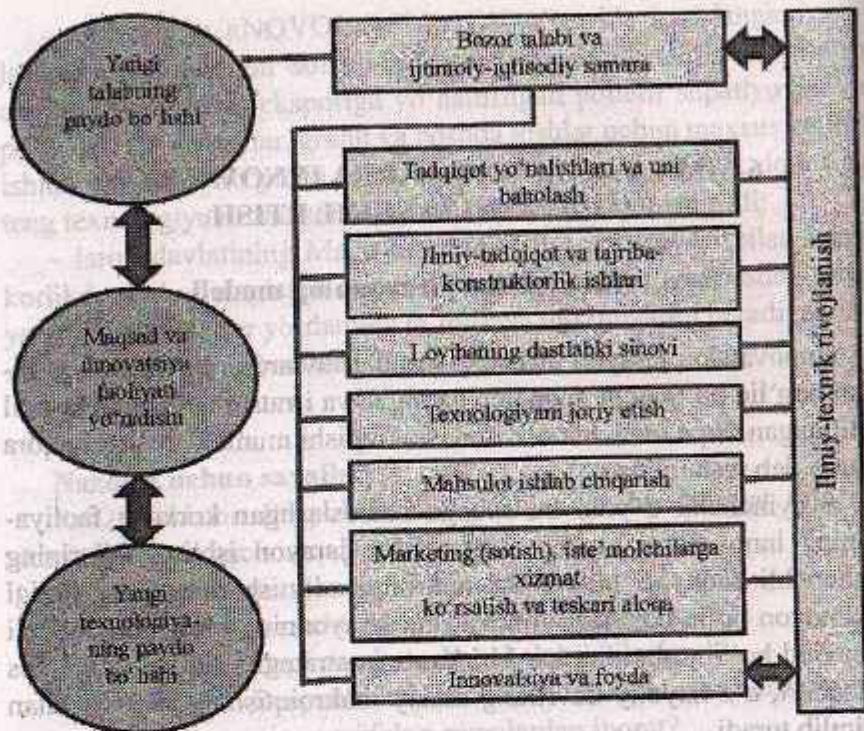 Yangi
talabning
paydo bo‘lishi
Bozor talabi va
ijtimoiy-iqtisodiy samara
Tadqiqot yo‘nalishlari va uni
baholash
Ilmiy-tadqiqot va tajriba-
konstruktorlik ishlari
Maqsad va
innovatsiya
faoliyati
yo‘nalishi
Loyihaning dastlabki sinovi
Texnologiyani joriy etish
Mahsulot ishlab chiqarish
Marketing (sotish), iste’molchilarga
xizmat
ko‘rsatish va teskari aloqa
Yangi
texnologiya-
ning paydo
bo‘lishi
Innovatsiya va foyda
Ilmiy-texnik rivojlanish